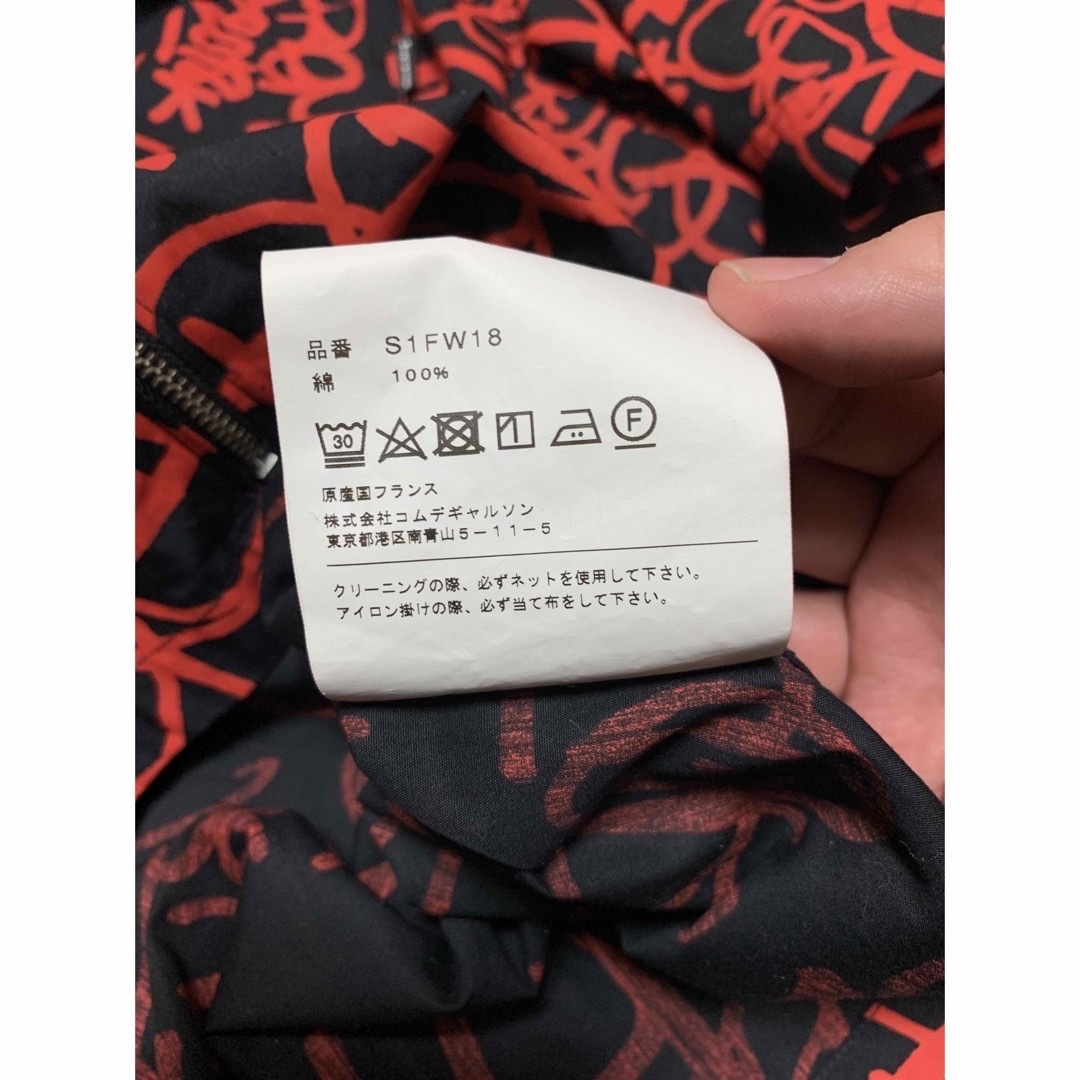 品番 S1FW18
綿 100%
30 F
原産国フランス
株式会社コムデギャルソン
東京都港区南青山5-11-5
クリーニングの際、必ずネットを使用して下さい。
アイロン掛けの際、必ず当て布をして下さい。